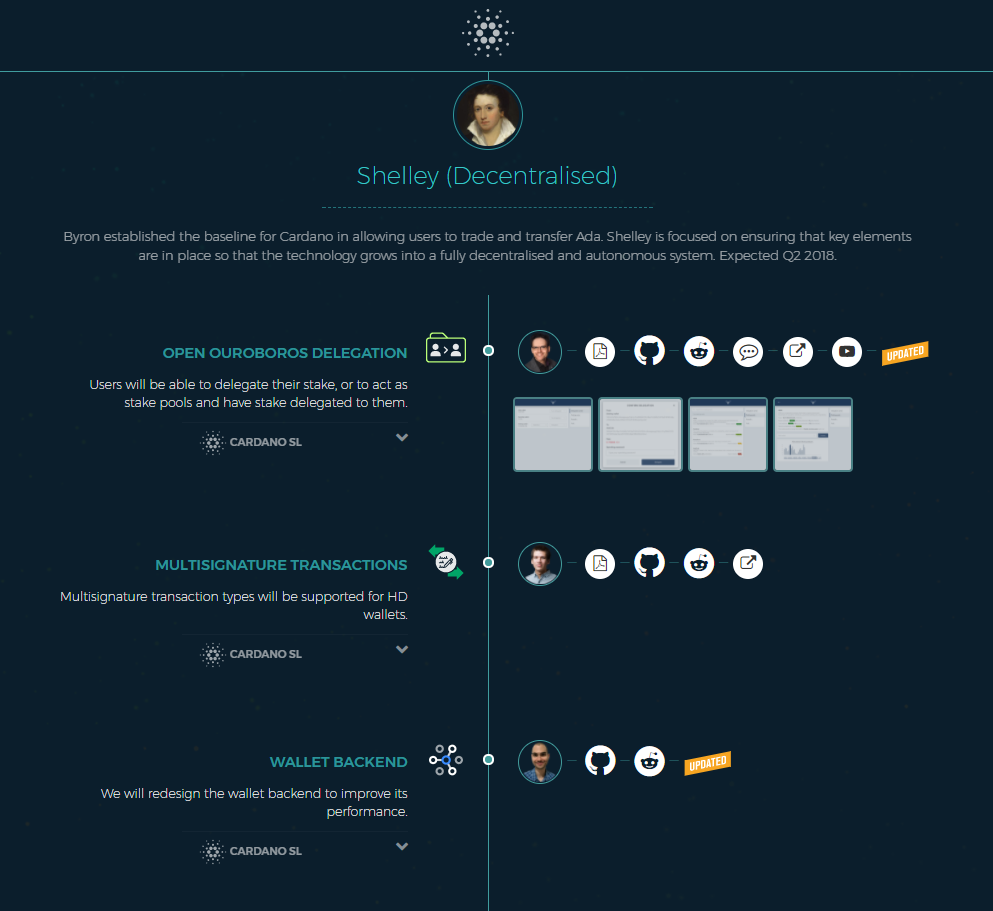 Shelley (Decentralised)
Byron established the baseline for Cardano in allowing users to trade and transfer Ada. Shelley is focused on ensuring that key elements
are in place so that the technology grows into a fully decentralised and autonomous system. Expected Q2 2018.
OPEN OUROBOROS DELEGATION
UPDATED
Users will be able to delegate their stake, or to act as
stake pools and have stake delegated to them.
CARDANO SL
MULTISIGNATURE TRANSACTIONS
Multisignature transaction types will be supported for HD
wallets.
CARDANO SL
WALLET BACKEND
UPDATED
We will redesign the wallet backend to improve its
performance.
CARDANO SL